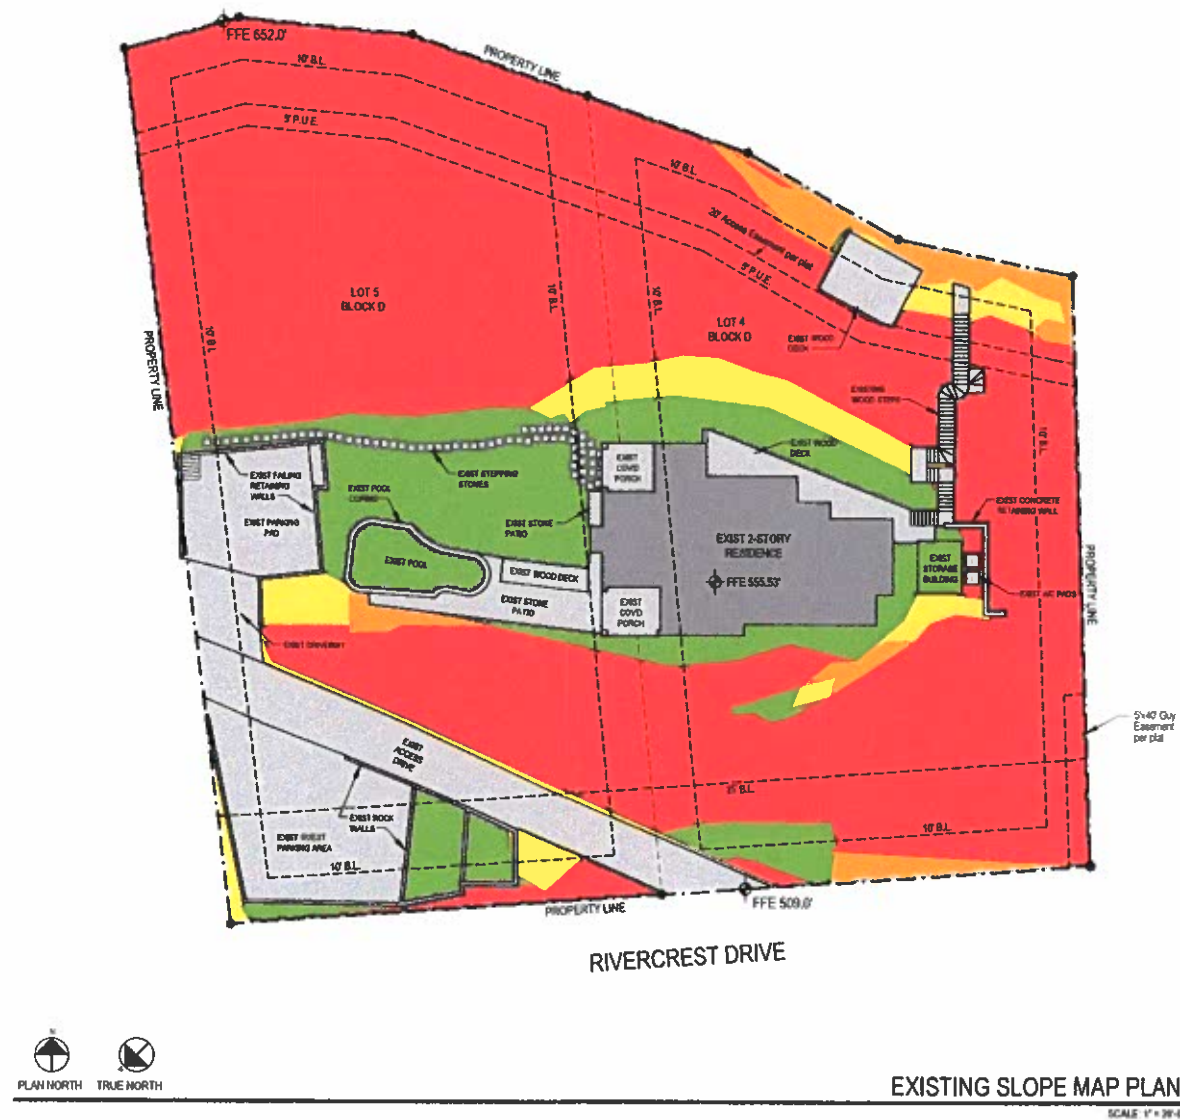 FFE 652.0'
PROPERTY LINE
10' B.L.
5' P.U.E.
10' B.L.
20' Access Easement per plat
5' P.U.E.
LOT 5
BLOCK D
10' B.L.
10' B.L.
10' B.L.
LOT 4
BLOCK D
EXIST WOOD
DECK
PROPERTY LINE
EXISTING
WOOD STEPS
10' B.L.
EXIST WOOD
DECK
EXIST
COV'D
PORCH
EXIST FAILING
RETAINING
WALLS
EXIST STEPPING
STONES
EXIST POOL
COPING
EXIST CONCRETE
RETAINING WALL
EXIST PARKING
PAD
EXIST STONE
PATIO
EXIST 2-STORY
RESIDENCE
EXIST POOL
EXIST WOOD DECK
FFE 555.53'
EXIST
STORAGE
BUILDING
EXIST A/C PADS
PROPERTY LINE
EXIST STONE
PATIO
EXIST
COV'D
PORCH
EXIST DRIVEWAY
5'x40' Guy
Easement
per plat
EXIST
ACCESS
DRIVE
B.L.
EXIST ROCK
WALLS
10' B.L.
EXIST GUEST
PARKING AREA
10' B.L.
PROPERTY LINE
FFE 509.0'
RIVERCREST DRIVE
N
PLAN NORTH
TRUE NORTH
EXISTING SLOPE MAP PLAN
SCALE: 1" =